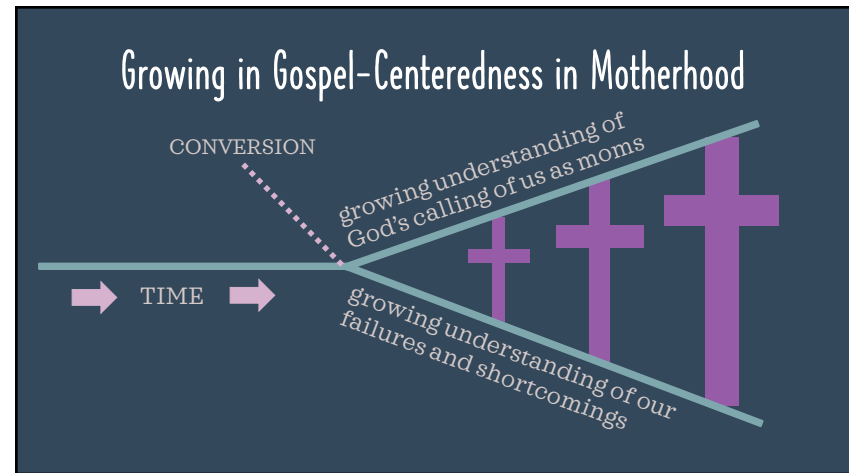 Growing in Gospel-Centeredness in Motherhood
CONVERSION
growing understanding of
God's calling of us as moms
TIME
growing understanding of our
failures and shortcomings